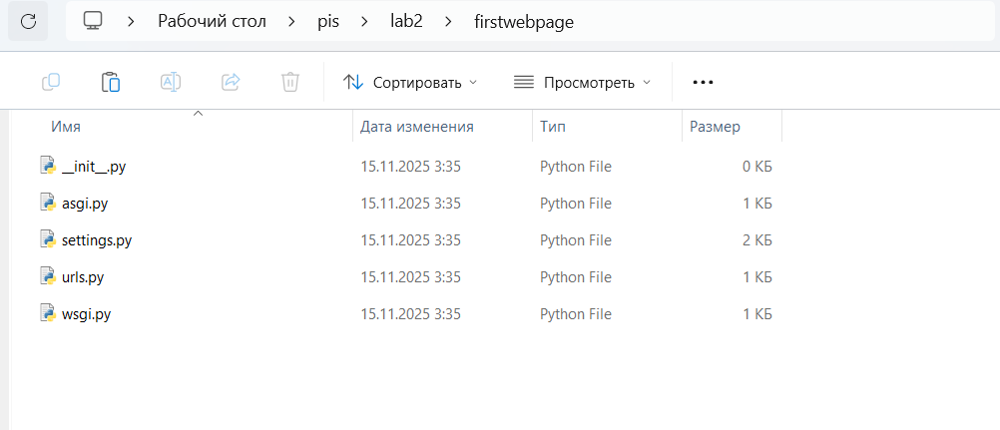 Рабочий стол > pis > lab2 > firstwebpage
Сортировать Просмотреть
Имя Дата изменения Тип Размер
__init__.py 15.11.2025 3:35 Python File 0 КБ
asgi.py 15.11.2025 3:35 Python File 1 КБ
settings.py 15.11.2025 3:35 Python File 2 КБ
urls.py 15.11.2025 3:35 Python File 1 КБ
wsgi.py 15.11.2025 3:35 Python File 1 КБ